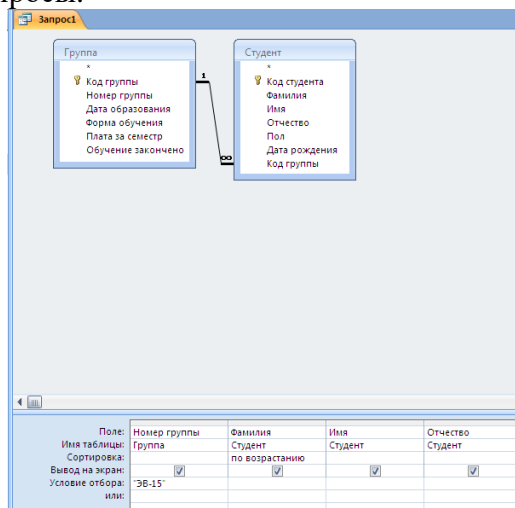 просы.
Запрос1
Группа
*
Код группы
Номер группы
Дата образования
Форма обучения
Плата за семестр
Обучение закончено
1
∞
Студент
*
Код студента
Фамилия
Имя
Отчество
Пол
Дата рождения
Код группы
Поле: Номер группы Фамилия Имя Отчество
Имя таблицы: Группа Студент Студент Студент
Сортировка: по возрастанию
Вывод на экран:
Условие отбора: "ЭВ-15"
или: